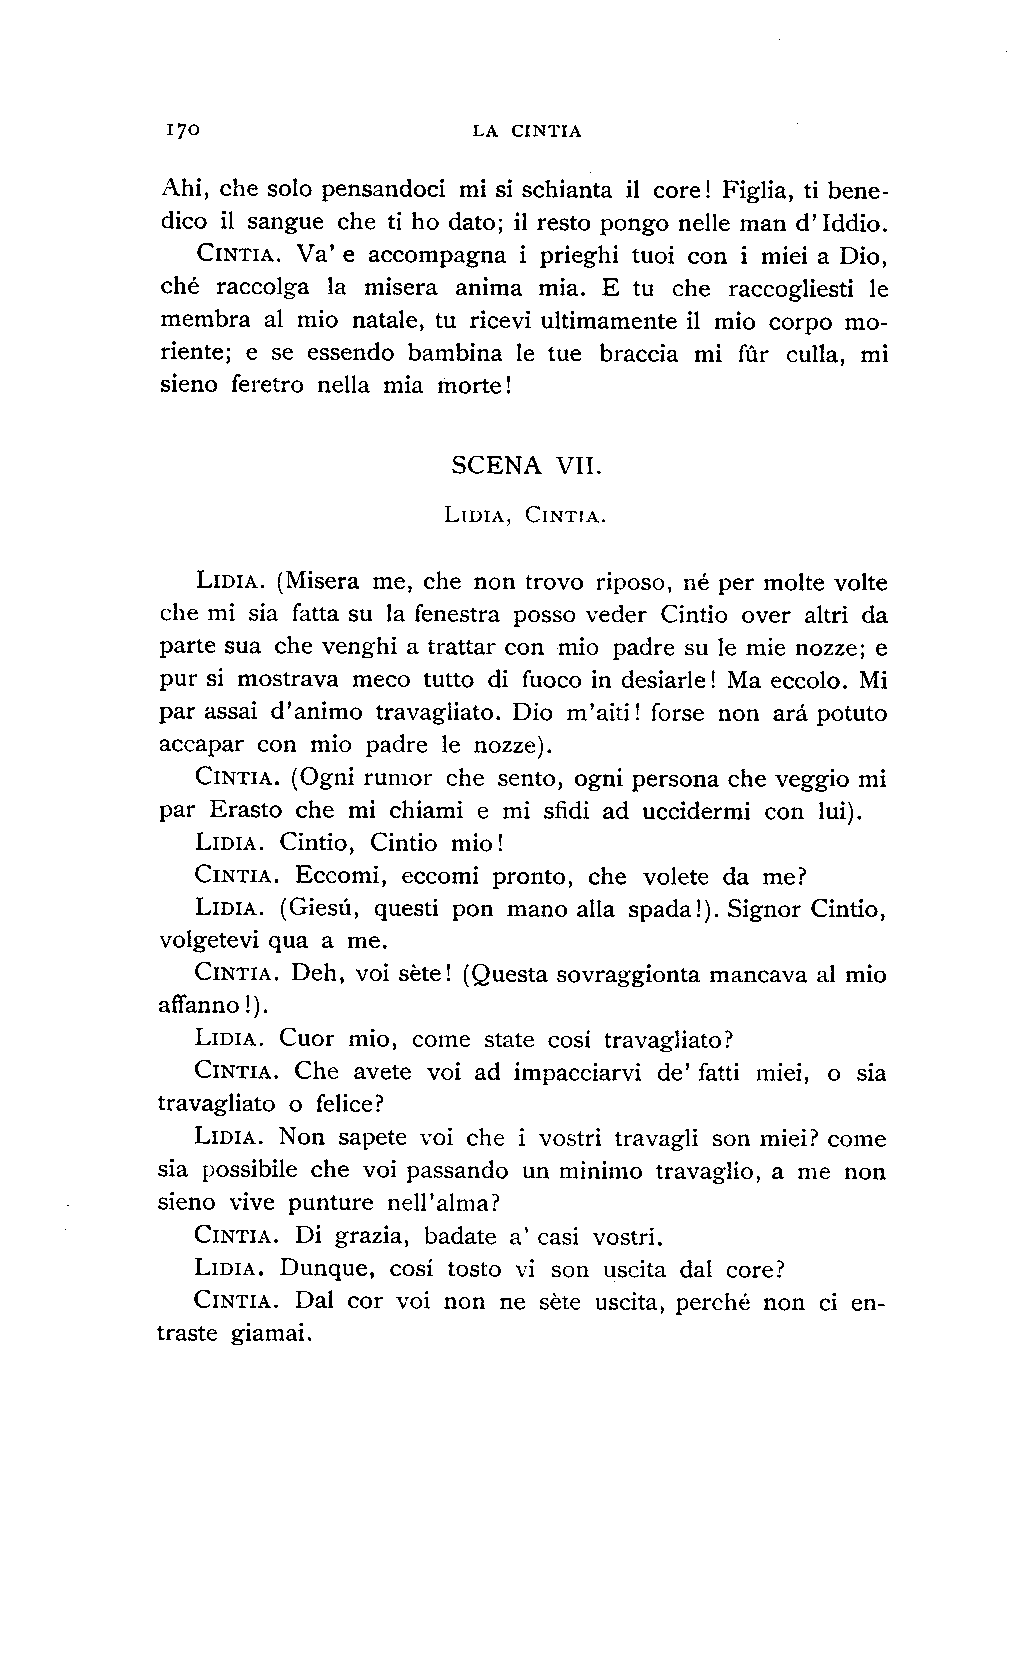 170 LA CINTIA
Ahi, che solo pensandoci mi si schianta il core! Figlia, ti bene-
dico il sangue che ti ho dato; il resto pongo nelle man d'Iddio.
CINTIA. Va' e accompagna i prieghi tuoi con i miei a Dio,
ché raccolga la misera anima mia. E tu che raccogliesti le
membra al mio natale, tu ricevi ultimamente il mio corpo mo-
riente; e se essendo bambina le tue braccia mi fûr culla, mi
sieno feretro nella mia morte!
SCENA VII.
LIDIA, CINTIA.
LIDIA. (Misera me, che non trovo riposo, né per molte volte
che mi sia fatta su la fenestra posso veder Cintio over altri da
parte sua che venghi a trattar con mio padre su le mie nozze; e
pur si mostrava meco tutto di fuoco in desiarle! Ma eccolo. Mi
par assai d'animo travagliato. Dio m'aiti! forse non ará potuto
accapar con mio padre le nozze).
CINTIA. (Ogni rumor che sento, ogni persona che veggio mi
par Erasto che mi chiami e mi sfidi ad uccidermi con lui).
LIDIA. Cintio, Cintio mio!
CINTIA. Eccomi, eccomi pronto, che volete da me?
LIDIA. (Giesú, questi pon mano alla spada!). Signor Cintio,
volgetevi qua a me.
CINTIA. Deh, voi sète! (Questa sovraggionta mancava al mio
affanno!).
LIDIA. Cuor mio, come state cosí travagliato?
CINTIA. Che avete voi ad impacciarvi de' fatti miei, o sia
travagliato o felice?
LIDIA. Non sapete voi che i vostri travagli son miei? come
sia possibile che voi passando un minimo travaglio, a me non
sieno vive punture nell'alma?
CINTIA. Di grazia, badate a' casi vostri.
LIDIA. Dunque, cosí tosto vi son uscita dal core?
CINTIA. Dal cor voi non ne sète uscita, perché non ci en-
traste giamai.